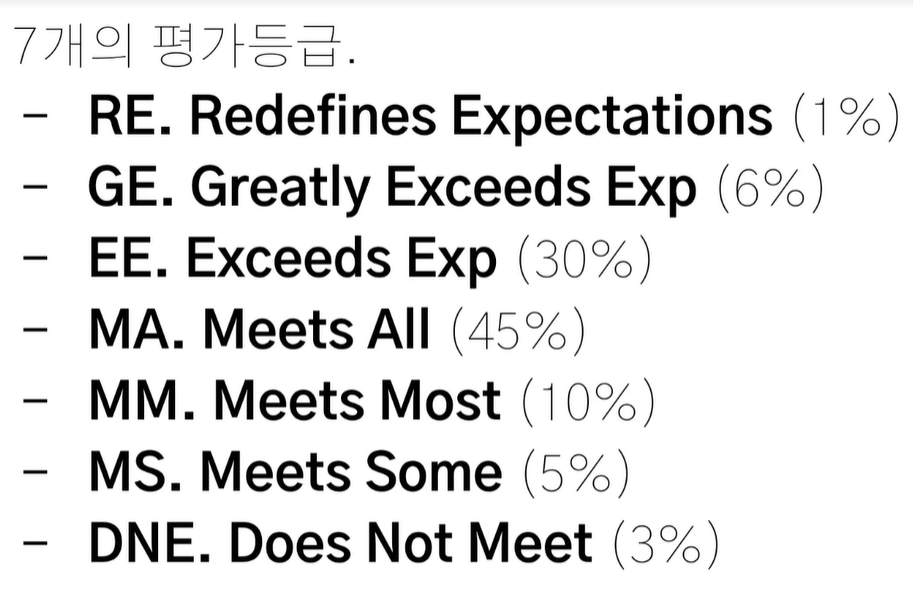 7개의 평가등급.
- RE. Redefines Expectations (1%)
- GE. Greatly Exceeds Exp (6%)
- EE. Exceeds Exp (30%)
- MA. Meets All (45%)
- MM. Meets Most (10%)
- MS. Meets Some (5%)
- DNE. Does Not Meet (3%)